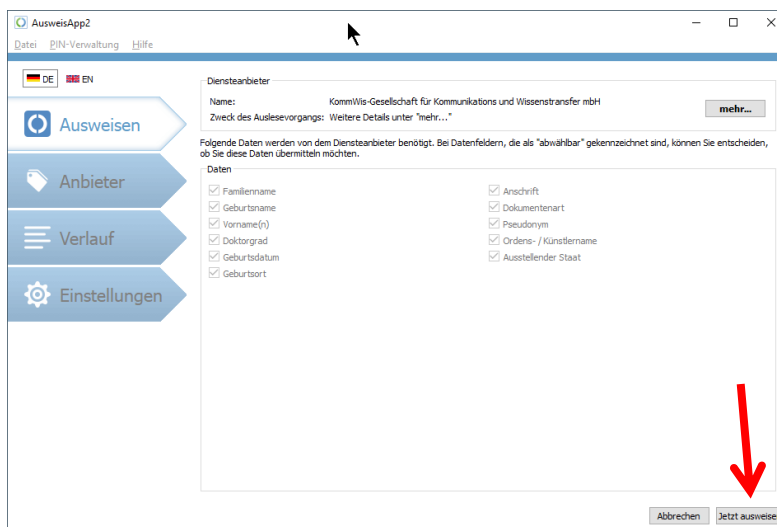 AusweisApp2
Datei PIN-Verwaltung Hilfe
DE EN
Ausweisen
Anbieter
Verlauf
Einstellungen
Diensteanbieter
Name: KommWis-Gesellschaft für Kommunikations und Wissenstransfer mbH
Zweck des Auslesevorgangs: Weitere Details unter "mehr..."
mehr...
Folgende Daten werden von dem Diensteanbieter benötigt. Bei Datenfeldern, die als "abwählbar" gekennzeichnet sind, können Sie entscheiden,
ob Sie diese Daten übermitteln möchten.
Daten
Familienname
Geburtsname
Vorname(n)
Doktorgrad
Geburtsdatum
Geburtsort
Anschrift
Dokumentenart
Pseudonym
Ordens- / Künstlername
Ausstellender Staat
Abbrechen Jetzt ausweise